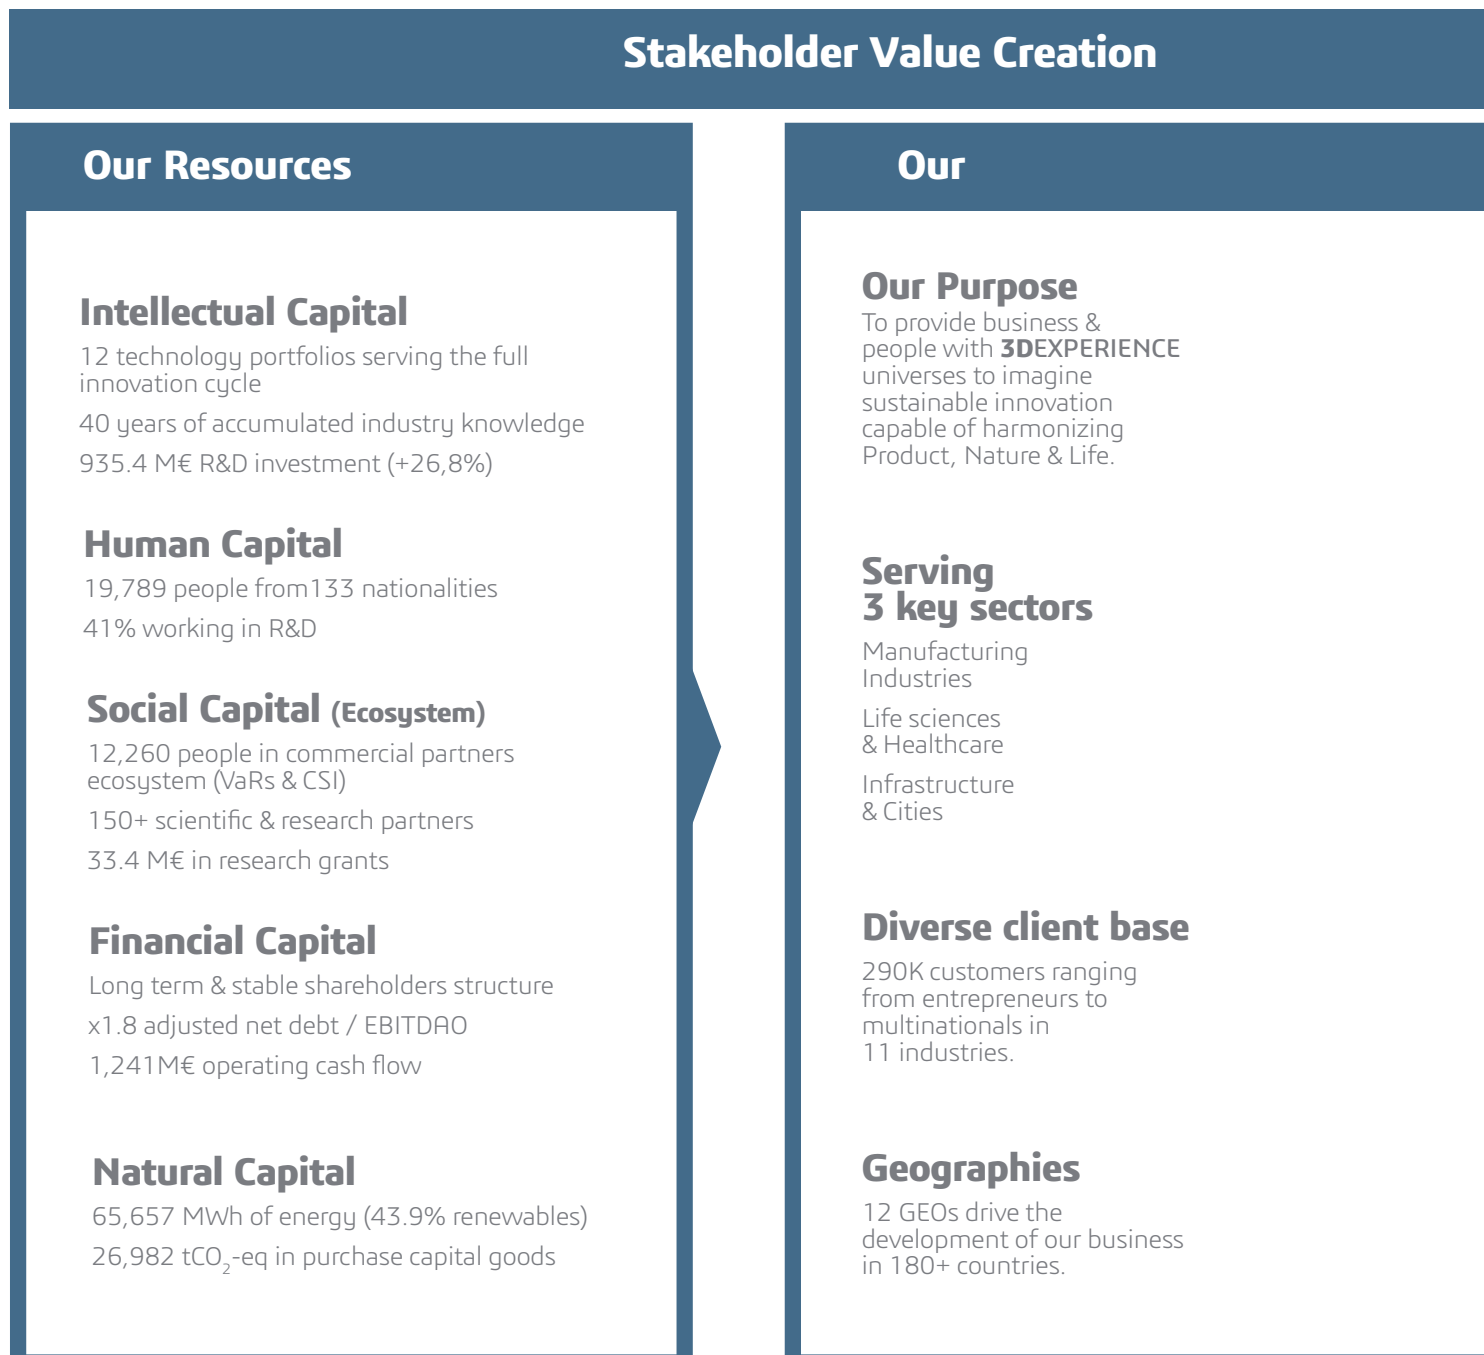 Stakeholder Value Creation
Our Resources
Intellectual Capital
12 technology portfolios serving the full
innovation cycle
40 years of accumulated industry knowledge
935.4 M€ R&D investment (+26,8%)
Human Capital
19,789 people from133 nationalities
41% working in R&D
Social Capital (Ecosystem)
12,260 people in commercial partners
ecosystem (VaRs & CSI)
150+ scientific & research partners
33.4 M€ in research grants
Financial Capital
Long term & stable shareholders structure
x1.8 adjusted net debt / EBITDAO
1,241M€ operating cash flow
Natural Capital
65,657 MWh of energy (43.9% renewables)
26,982 tCO₂-eq in purchase capital goods
Our
Our Purpose
To provide business &
people with 3DEXPERIENCE
universes to imagine
sustainable innovation
capable of harmonizing
Product, Nature & Life.
Serving
3 key sectors
Manufacturing
Industries
Life sciences
& Healthcare
Infrastructure
& Cities
Diverse client base
290K customers ranging
from entrepreneurs to
multinationals in
11 industries.
Geographies
12 GEOs drive the
development of our business
in 180+ countries.